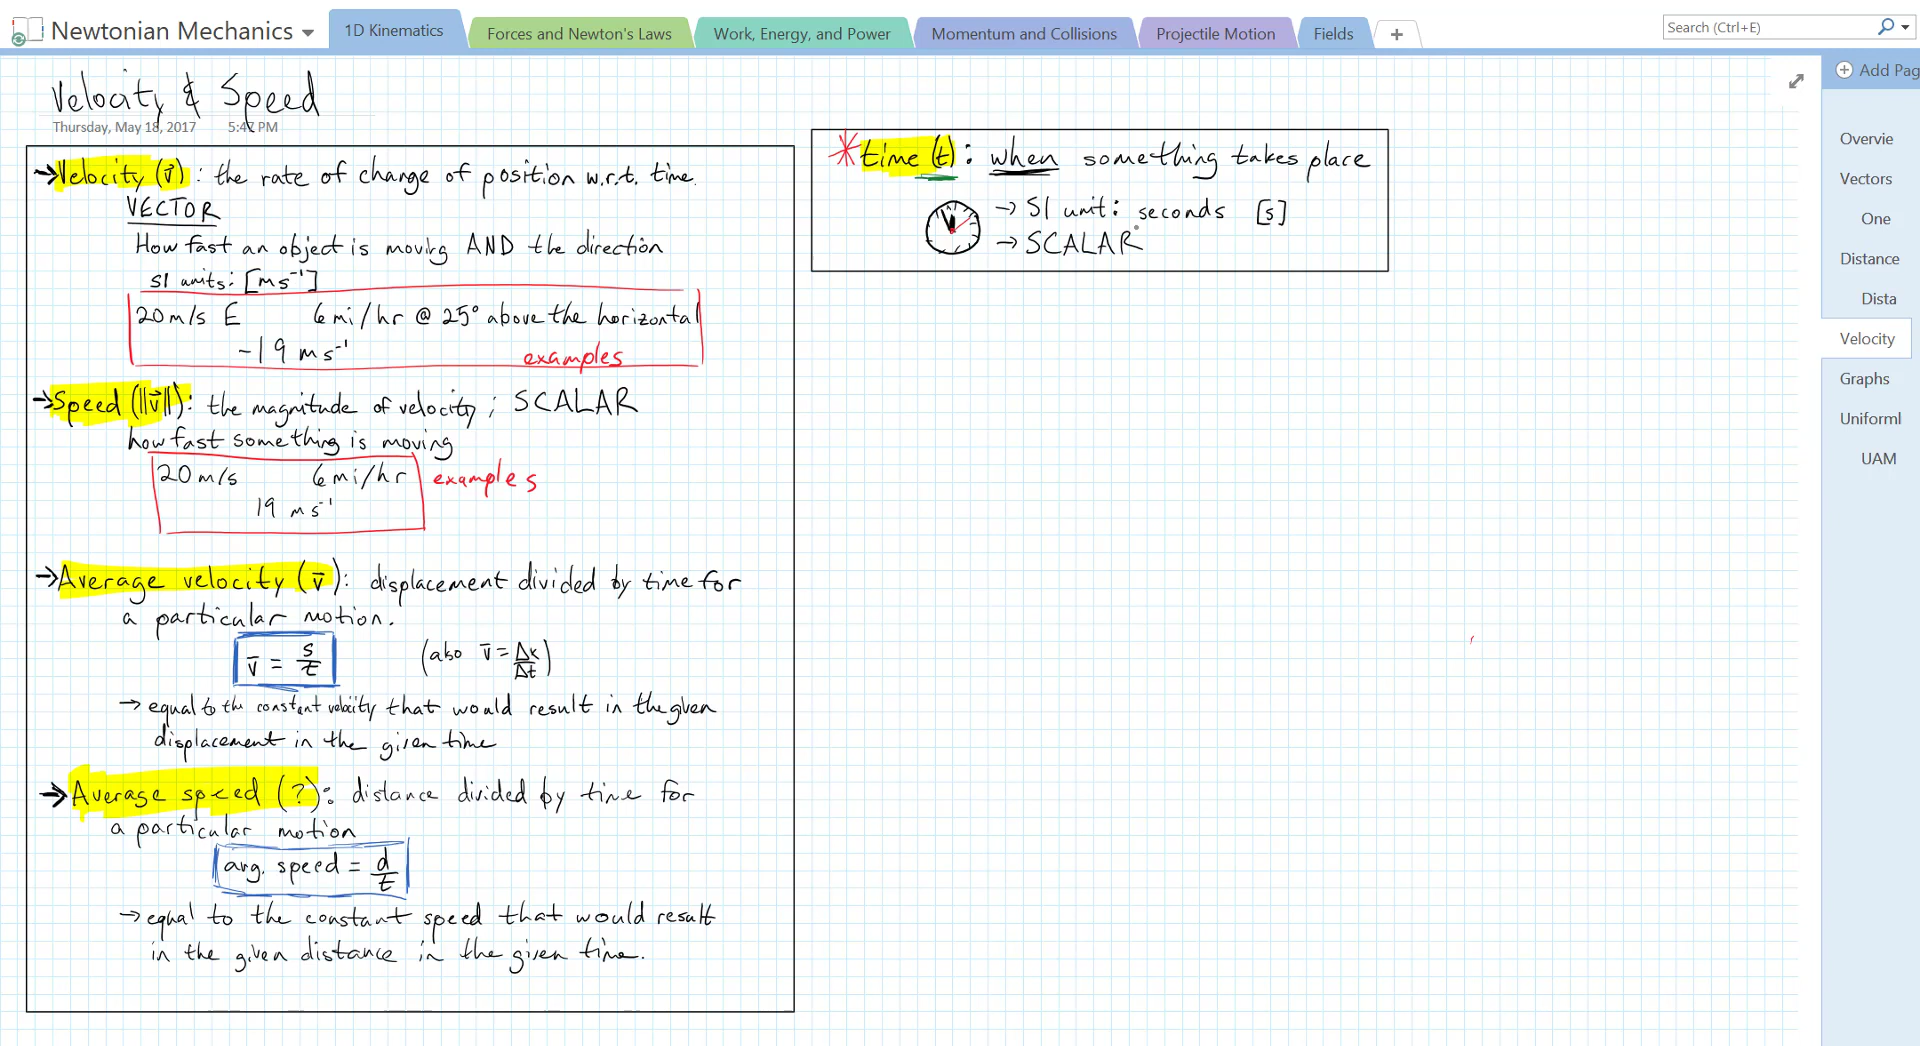 Newtonian Mechanics
1D Kinematics
Forces and Newton's Laws
Work, Energy, and Power
Momentum and Collisions
Projectile Motion
Fields
Search (Ctrl+E)
Velocity & Speed
Thursday, May 18, 2017 5:47 PM
→ Velocity (v⃗) : the rate of change of position w.r.t. time.
VECTOR
How fast an object is moving AND the direction
SI units: [ms⁻¹]
20 m/s E 6 mi/hr @ 25° above the horizontal
-19 ms⁻¹
examples
→ Speed (‖v⃗‖): the magnitude of velocity; SCALAR
how fast something is moving
20 m/s 6 mi/hr
examples
19 ms⁻¹
→ Average velocity (v̄): displacement divided by time for
a particular motion.
v̄ = s/t (also v̄ = Δx/Δt)
→ equal to the constant velocity that would result in the given
displacement in the given time
→ Average speed (?): distance divided by time for
a particular motion
avg. speed = d/t
→ equal to the constant speed that would result
in the given distance in the given time.
* time (t) : when something takes place
→ SI unit: seconds [s]
→ SCALAR
Add Pag
Overvie
Vectors
One
Distance
Dista
Velocity
Graphs
Uniforml
UAM